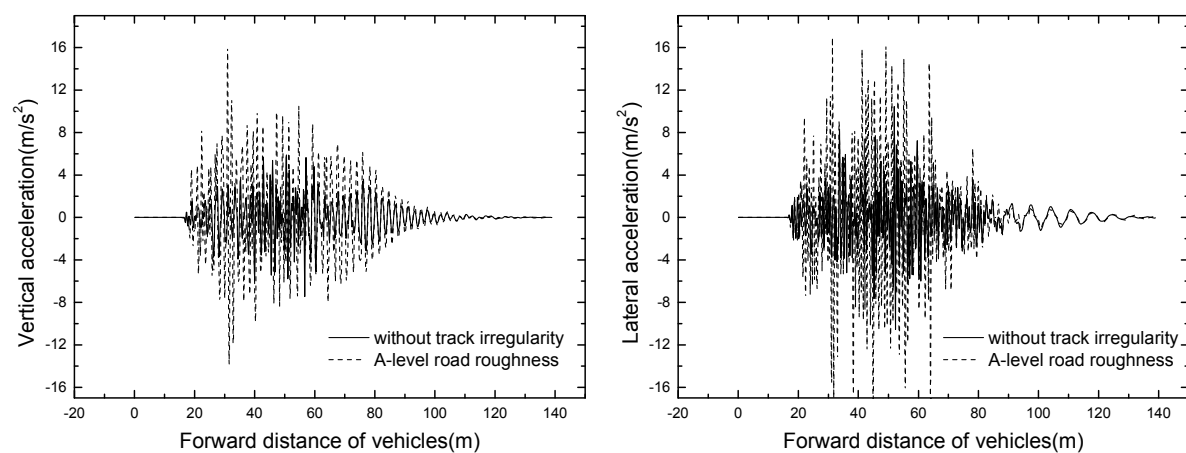 Vertical acceleration(m/s²)
16
12
8
4
0
-4
-8
-12
-16
without track irregularity
A-level road roughness
-20 0 20 40 60 80 100 120 140
Forward distance of vehicles(m)
Lateral acceleration(m/s²)
16
12
8
4
0
-4
-8
-12
-16
without track irregularity
A-level road roughness
-20 0 20 40 60 80 100 120 140
Forward distance of vehicles(m)